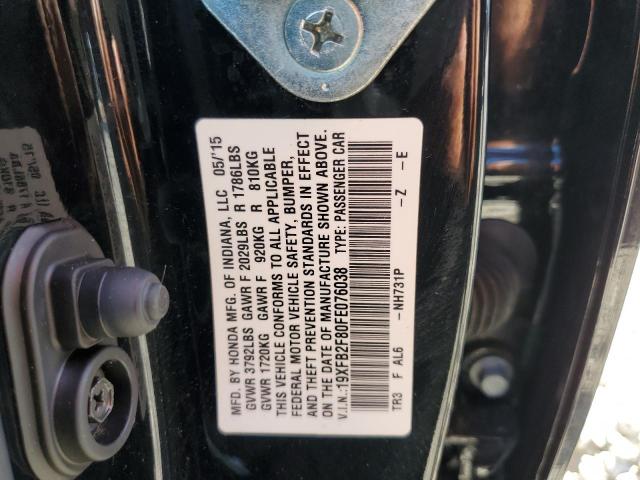 MFD. BY HONDA MFG. OF INDIANA, LLC 05/'15
GVWR 3792LBS GAWR F 2029LBS R 1786LBS
GVWR 1720KG GAWR F 920KG R 810KG
THIS VEHICLE CONFORMS TO ALL APPLICABLE
FEDERAL MOTOR VEHICLE SAFETY, BUMPER,
AND THEFT PREVENTION STANDARDS IN EFFECT
ON THE DATE OF MANUFACTURE SHOWN ABOVE.
V.I.N.:19XFB2F80FE076038 TYPE: PASSENGER CAR
TR3 F AL6 -NH731P -Z -E